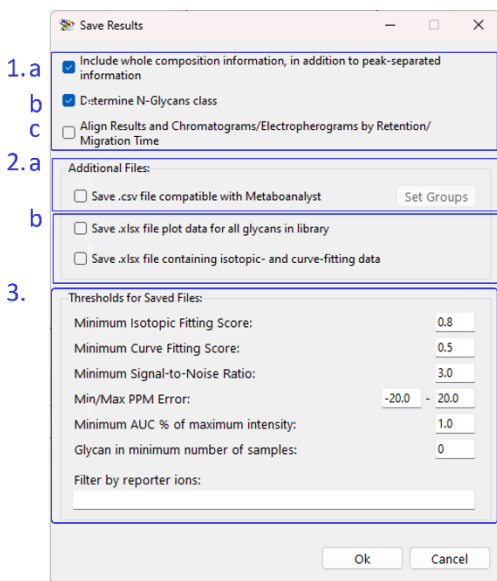 Save Results
1.a
Include whole composition information, in addition to peak-separated
information
b
Determine N-Glycans class
c
Align Results and Chromatograms/Electropherograms by Retention/
Migration Time
2.a
Additional Files:
Save .csv file compatible with Metaboanalyst
Set Groups
b
Save .xlsx file plot data for all glycans in library
Save .xlsx file containing isotopic- and curve-fitting data
3.
Thresholds for Saved Files:
Minimum Isotopic Fitting Score: 0.8
Minimum Curve Fitting Score: 0.5
Minimum Signal-to-Noise Ratio: 3.0
Min/Max PPM Error: -20.0 - 20.0
Minimum AUC % of maximum intensity: 1.0
Glycan in minimum number of samples: 0
Filter by reporter ions:
Ok Cancel